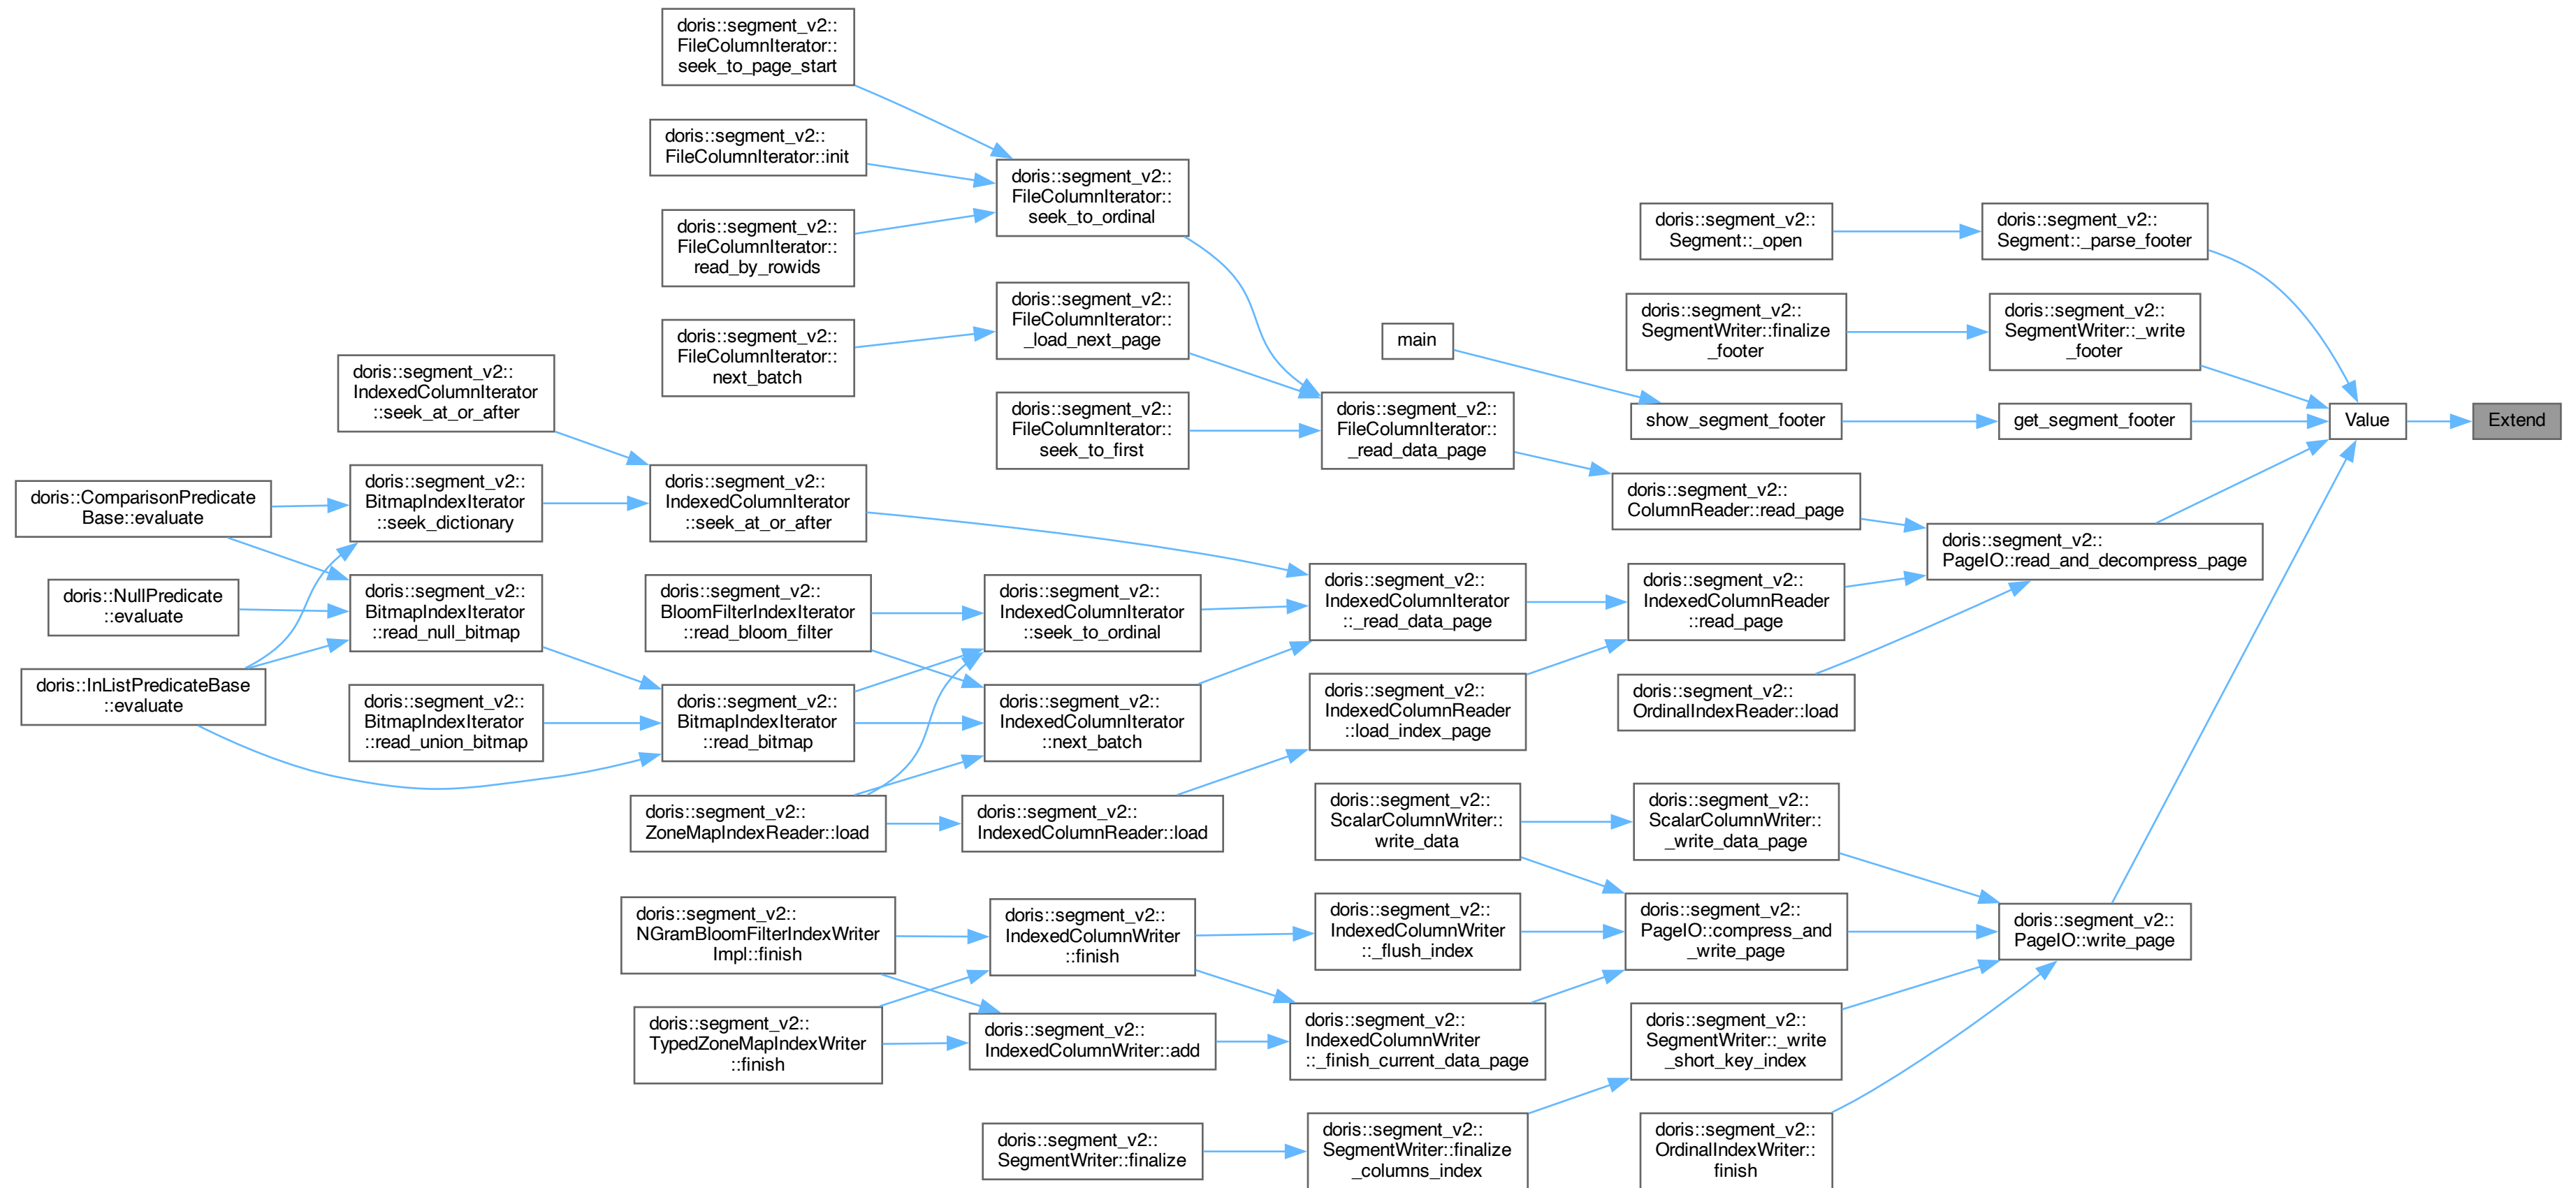 doris::segment_v2::
FileColumnIterator::
seek_to_page_start
doris::segment_v2::
FileColumnIterator::init
doris::segment_v2::
FileColumnIterator::
read_by_rowids
doris::segment_v2::
FileColumnIterator::
next_batch
doris::segment_v2::
FileColumnIterator::
seek_to_ordinal
doris::segment_v2::
FileColumnIterator::
_load_next_page
doris::segment_v2::
FileColumnIterator::
seek_to_first
main
doris::segment_v2::
FileColumnIterator::
_read_data_page
doris::segment_v2::
Segment::_open
doris::segment_v2::
SegmentWriter::finalize
_footer
show_segment_footer
doris::segment_v2::
ColumnReader::read_page
doris::segment_v2::
Segment::_parse_footer
doris::segment_v2::
SegmentWriter::_write
_footer
get_segment_footer
Value
Extend
doris::segment_v2::
PageIO::read_and_decompress_page
doris::segment_v2::
IndexedColumnIterator
::seek_at_or_after
doris::ComparisonPredicate
Base::evaluate
doris::segment_v2::
BitmapIndexIterator
::seek_dictionary
doris::segment_v2::
IndexedColumnIterator
::seek_at_or_after
doris::NullPredicate
::evaluate
doris::segment_v2::
BitmapIndexIterator
::read_null_bitmap
doris::segment_v2::
BloomFilterIndexIterator
::read_bloom_filter
doris::segment_v2::
IndexedColumnIterator
::seek_to_ordinal
doris::segment_v2::
IndexedColumnIterator
::_read_data_page
doris::segment_v2::
IndexedColumnReader
::read_page
doris::InListPredicateBase
::evaluate
doris::segment_v2::
BitmapIndexIterator
::read_union_bitmap
doris::segment_v2::
BitmapIndexIterator
::read_bitmap
doris::segment_v2::
IndexedColumnIterator
::next_batch
doris::segment_v2::
IndexedColumnReader
::load_index_page
doris::segment_v2::
OrdinalIndexReader::load
doris::segment_v2::
ZoneMapIndexReader::load
doris::segment_v2::
IndexedColumnReader::load
doris::segment_v2::
ScalarColumnWriter::
write_data
doris::segment_v2::
ScalarColumnWriter::
_write_data_page
doris::segment_v2::
NGramBloomFilterIndexWriter
Impl::finish
doris::segment_v2::
IndexedColumnWriter
::finish
doris::segment_v2::
IndexedColumnWriter
::_flush_index
doris::segment_v2::
PageIO::compress_and
_write_page
doris::segment_v2::
PageIO::write_page
doris::segment_v2::
TypedZoneMapIndexWriter
::finish
doris::segment_v2::
IndexedColumnWriter::add
doris::segment_v2::
IndexedColumnWriter
::_finish_current_data_page
doris::segment_v2::
SegmentWriter::_write
_short_key_index
doris::segment_v2::
SegmentWriter::finalize
doris::segment_v2::
SegmentWriter::finalize
_columns_index
doris::segment_v2::
OrdinalIndexWriter::
finish